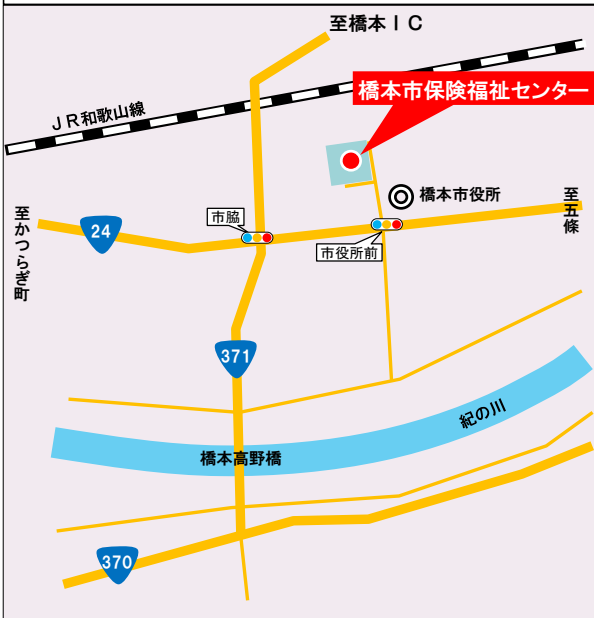 至橋本IC
橋本市保険福祉センター
JR和歌山線
橋本市役所
至五條
至かつらぎ町
24
市脇
市役所前
371
紀の川
橋本高野橋
370